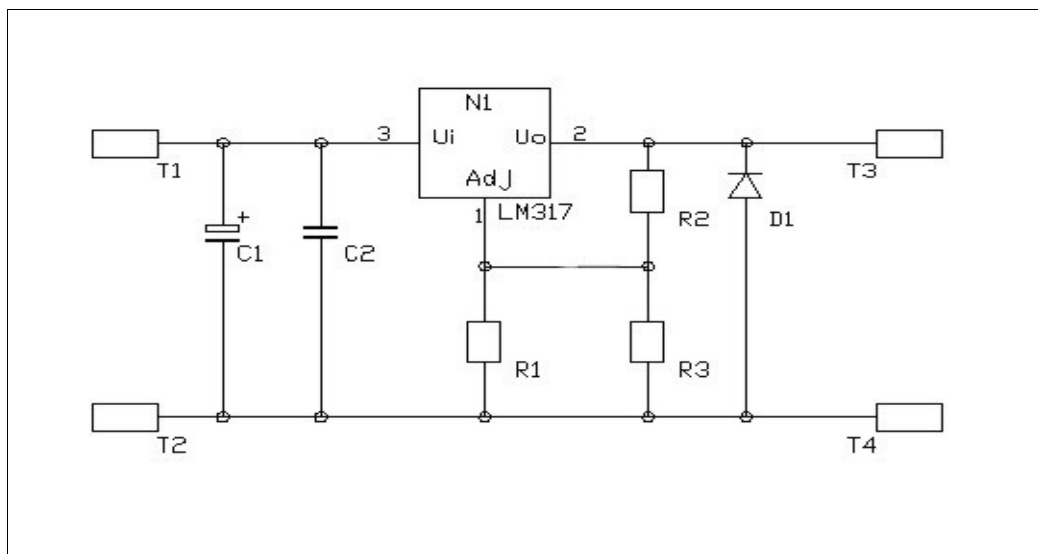 N1
3
Ui
Uo
2
T1
AdJ
T3
1
LM317
+
C1
C2
R2
D1
R1
R3
T2
T4